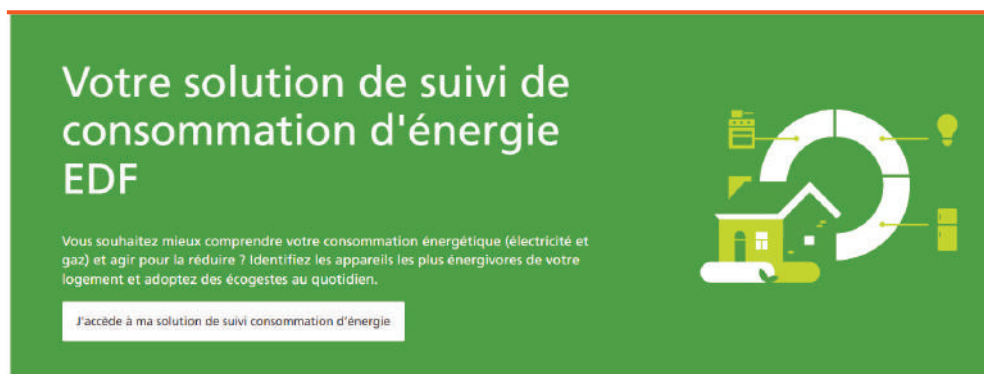 Votre solution de suivi de
consommation d'énergie
EDF
Vous souhaitez mieux comprendre votre consommation énergétique (électricité et
gaz) et agir pour la réduire ? Identifiez les appareils les plus énergivores de votre
logement et adoptez des écogestes au quotidien.
J'accède à ma solution de suivi consommation d'énergie